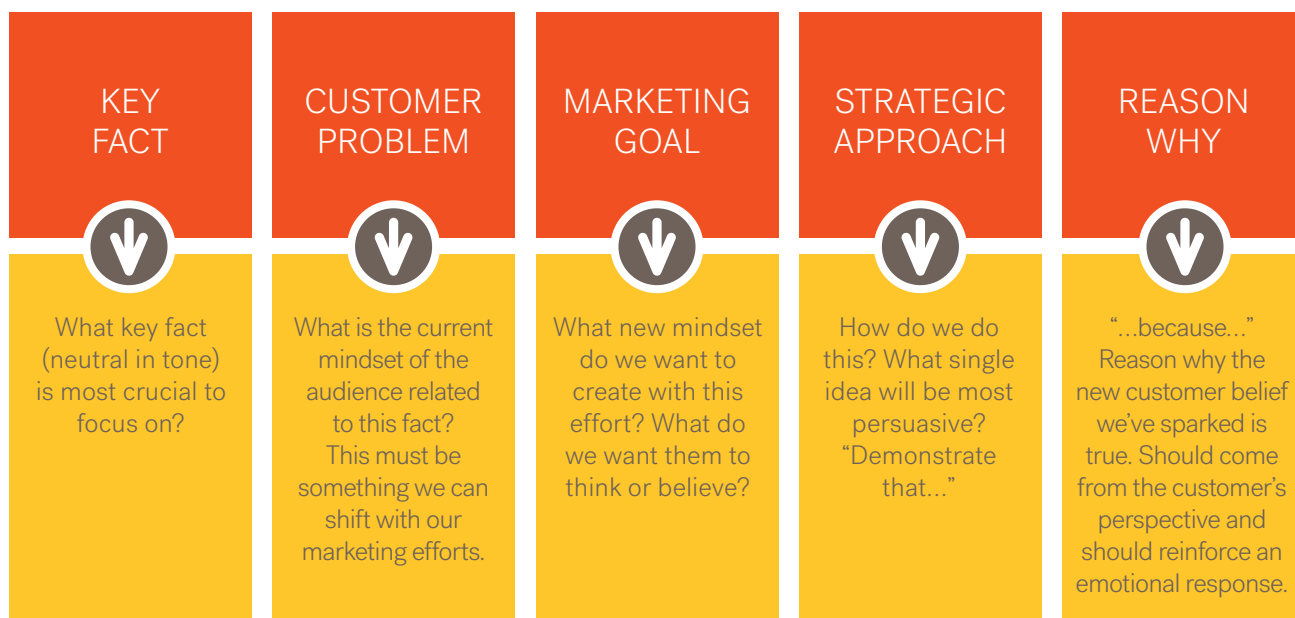 KEY
FACT
What key fact
(neutral in tone)
is most crucial to
focus on?
CUSTOMER
PROBLEM
What is the current
mindset of the
audience related
to this fact?
This must be
something we can
shift with our
marketing efforts.
MARKETING
GOAL
What new mindset
do we want to
create with this
effort? What do
we want them to
think or believe?
STRATEGIC
APPROACH
How do we do
this? What single
idea will be most
persuasive?
“Demonstrate
that...”
REASON
WHY
“...because...”
Reason why the
new customer belief
we’ve sparked is
true. Should come
from the customer’s
perspective and
should reinforce an
emotional response.